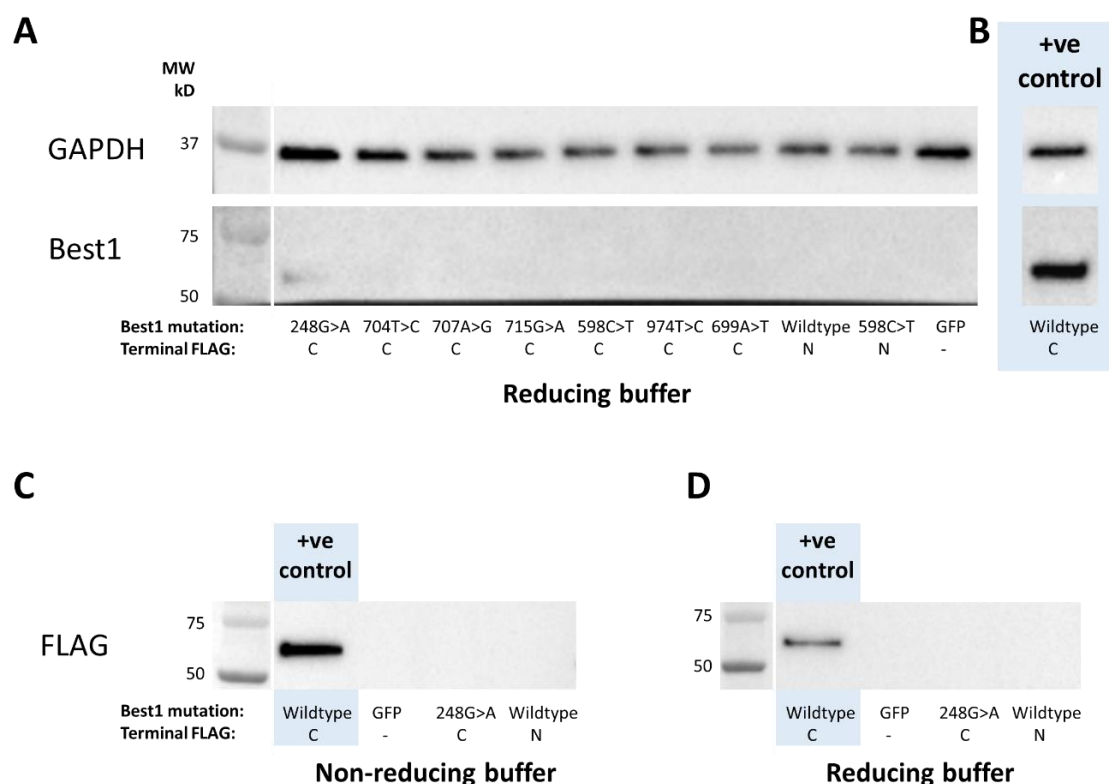 A
B
+ve
control
MW
kD
GAPDH
37
Best1
75
50
Best1 mutation: 248G>A 704T>C 707A>G 715G>A 598C>T 974T>C 699A>T Wildtype 598C>T GFP Wildtype
Terminal FLAG: C C C C C C C N N - C
Reducing buffer
C
D
+ve
control
+ve
control
FLAG
75
50
75
50
Best1 mutation: Wildtype GFP 248G>A Wildtype Wildtype GFP 248G>A Wildtype
Terminal FLAG: C - C N C - C N
Non-reducing buffer
Reducing buffer